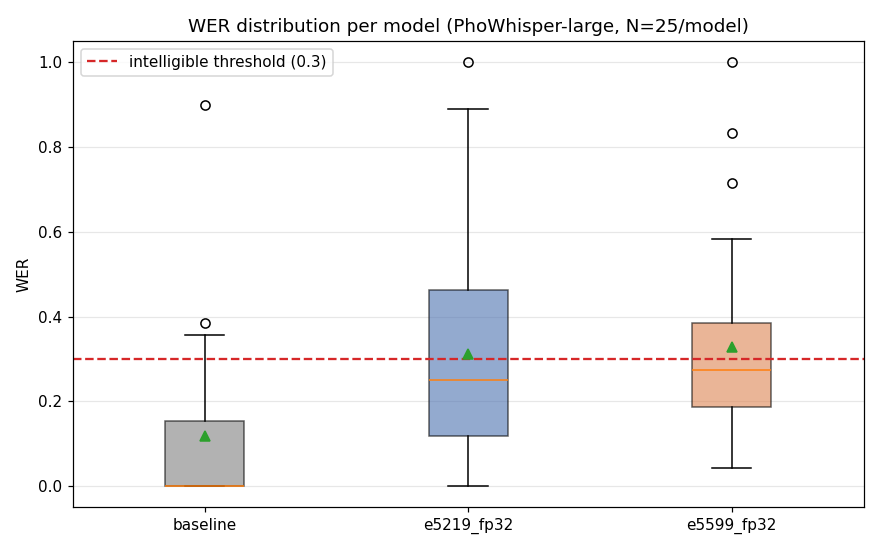 WER distribution per model (PhoWhisper-large, N=25/model)
intelligible threshold (0.3)
1.0
0.8
0.6
0.4
0.2
0.0
WER
baseline
e5219_fp32
e5599_fp32